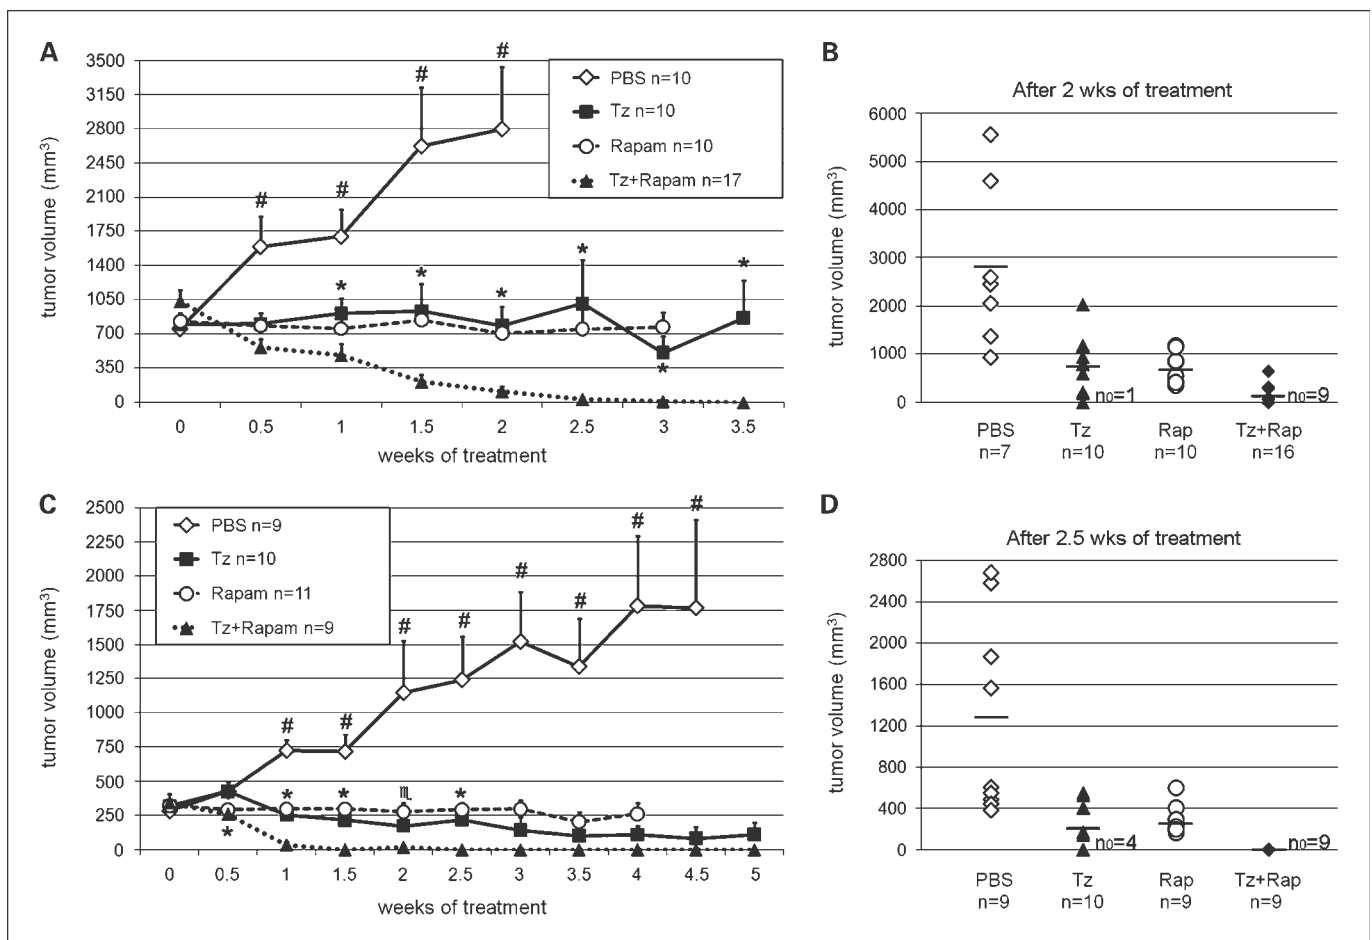 A
3500
3150
2800
2450
2100
1750
1400
1050
700
350
0
tumor volume (mm³)
# # # #
* * * * * *
PBS n=10
Tz n=10
Rapam n=10
Tz+Rapam n=17
0 0.5 1 1.5 2 2.5 3 3.5
weeks of treatment
B
After 2 wks of treatment
6000
5000
4000
3000
2000
1000
0
tumor volume (mm³)
n₀=1
n₀=9
PBS Tz Rap Tz+Rap
n=7 n=10 n=10 n=16
C
2500
2250
2000
1750
1500
1250
1000
750
500
250
0
tumor volume (mm³)
PBS n=9
Tz n=10
Rapam n=11
Tz+Rapam n=9
# # # # # # # #
* * * *
0 0.5 1 1.5 2 2.5 3 3.5 4 4.5 5
weeks of treatment
D
After 2.5 wks of treatment
2800
2400
2000
1600
1200
800
400
0
tumor volume (mm³)
n₀=4
n₀=9
PBS Tz Rap Tz+Rap
n=9 n=10 n=9 n=9